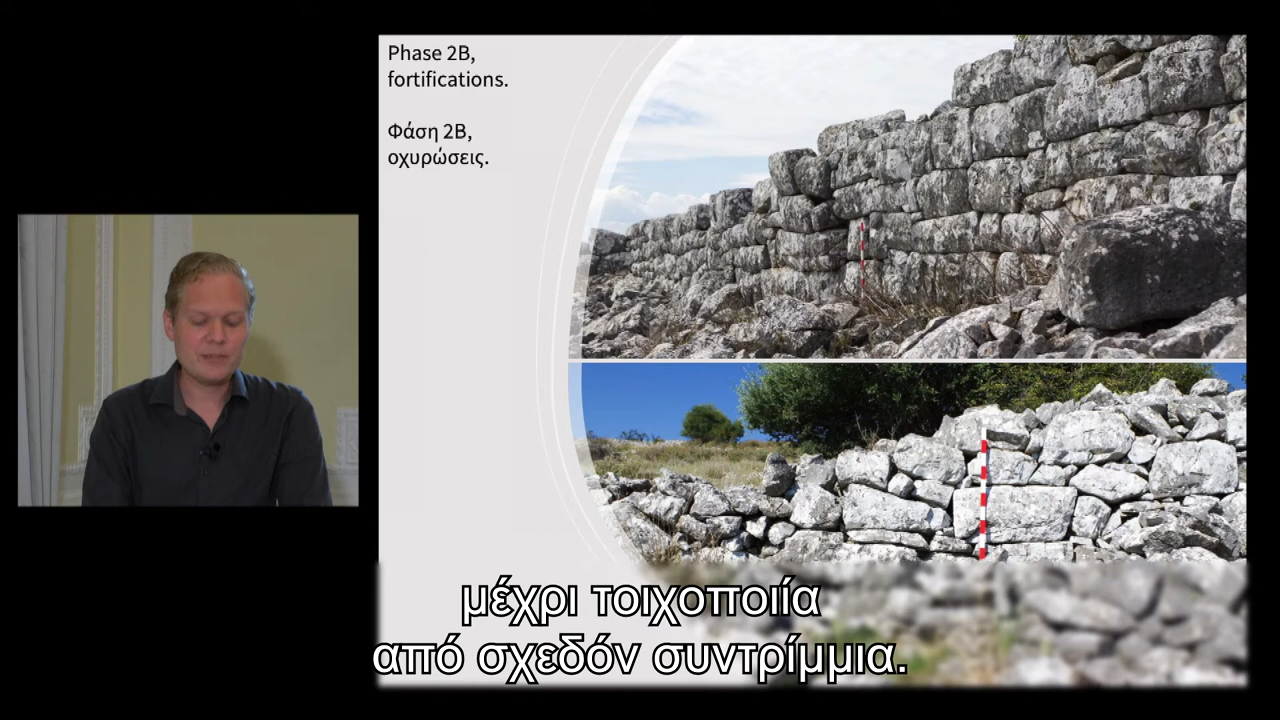 Phase 2B,
fortifications.
Φάση 2B,
οχυρώσεις.
μέχρι τοιχοποιία
από σχεδόν συντρίμμια.